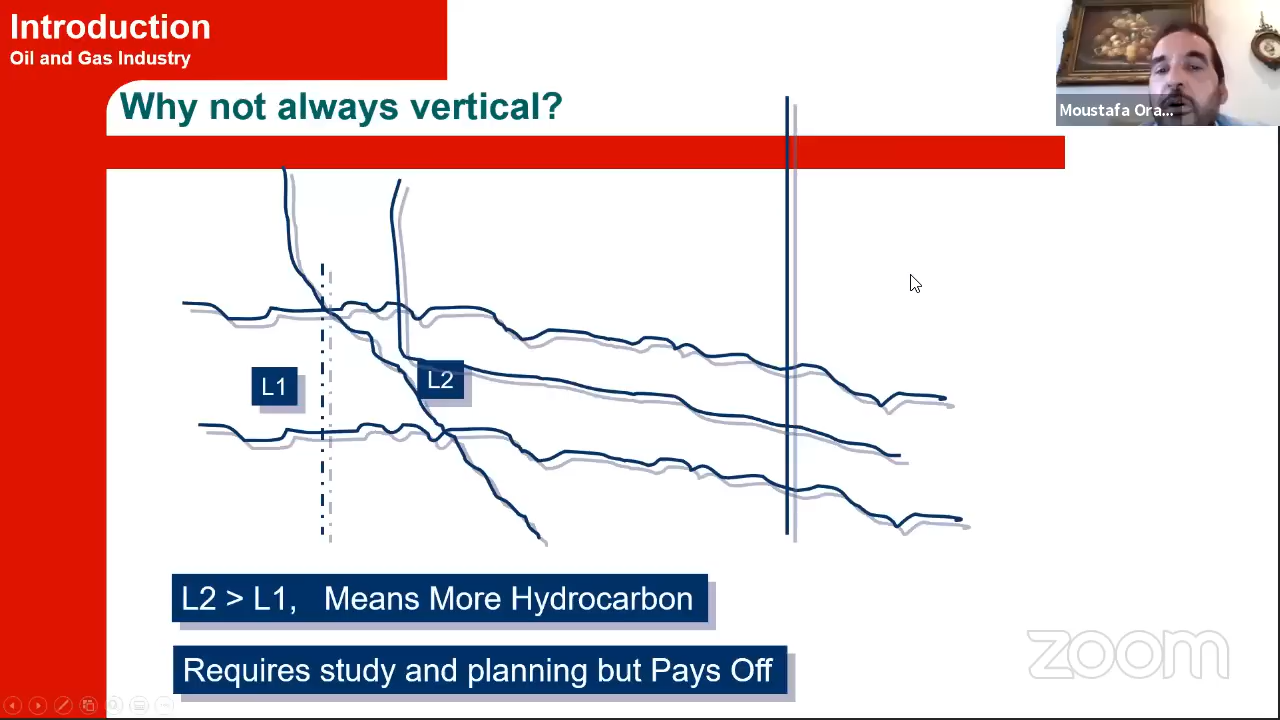 Introduction
Oil and Gas Industry
Why not always vertical?
Moustafa Ora...
L1
L2
L2 > L1, Means More Hydrocarbon
Requires study and planning but Pays Off
zoom